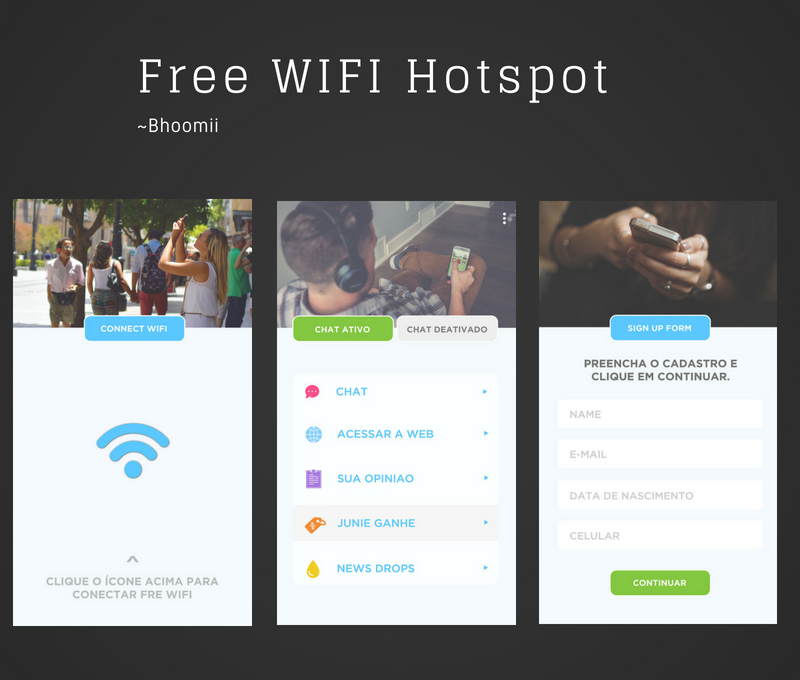 Free WIFI Hotspot
~Bhoomii
CONNECT WIFI
^
CLIQUE O ÍCONE ACIMA PARA
CONECTAR FRE WIFI
CHAT ATIVO
CHAT DEATIVADO
CHAT
ACESSAR A WEB
SUA OPINIAO
JUNIE GANHE
NEWS DROPS
SIGN UP FORM
PREENCHA O CADASTRO E
CLIQUE EM CONTINUAR.
NAME
E-MAIL
DATA DE NASCIMENTO
CELULAR
CONTINUAR